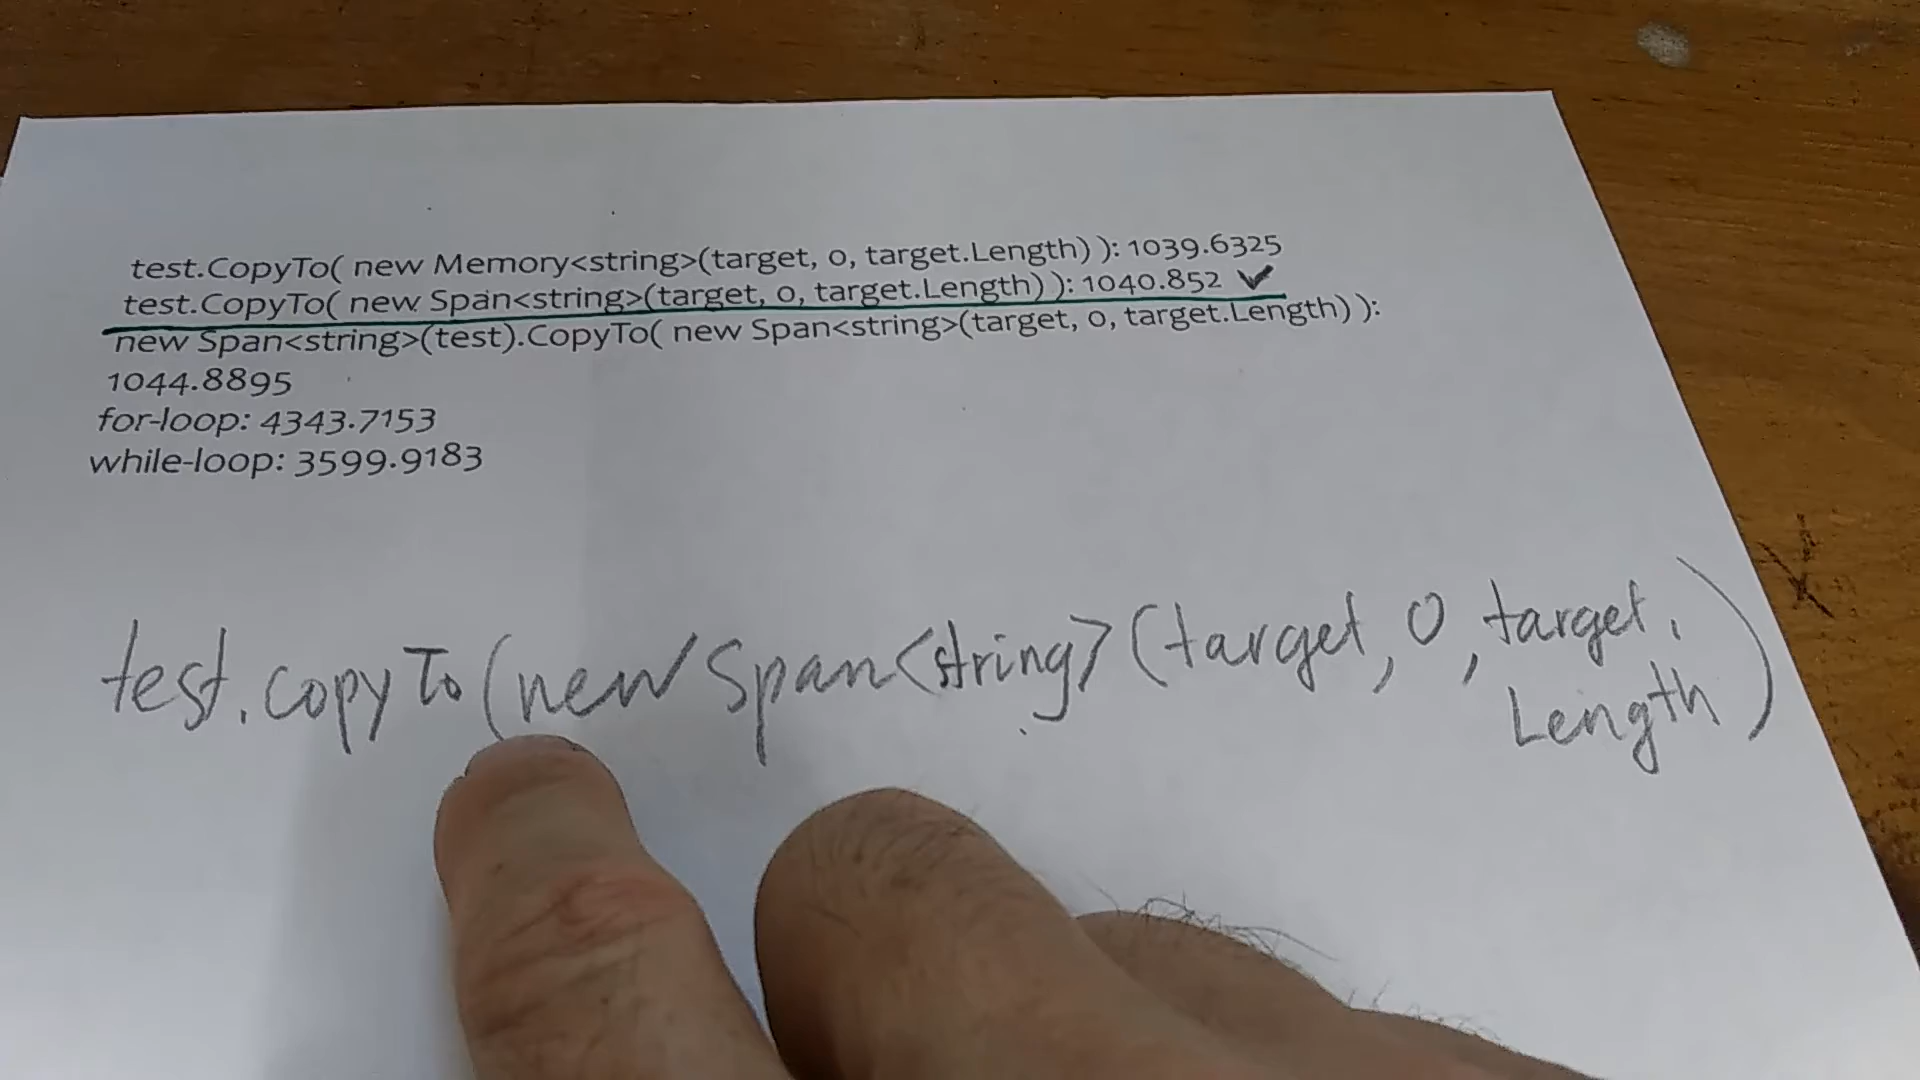 test.CopyTo( new Memory<string>(target, 0, target.Length) ): 1039.6325
test.CopyTo( new Span<string>(target, 0, target.Length) ): 1040.852 ✔
new Span<string>(test).CopyTo( new Span<string>(target, 0, target.Length) ):
1044.8895
for-loop: 4343.7153
while-loop: 3599.9183
test.copyTo(new Span<string>(target, 0, target.
Length)